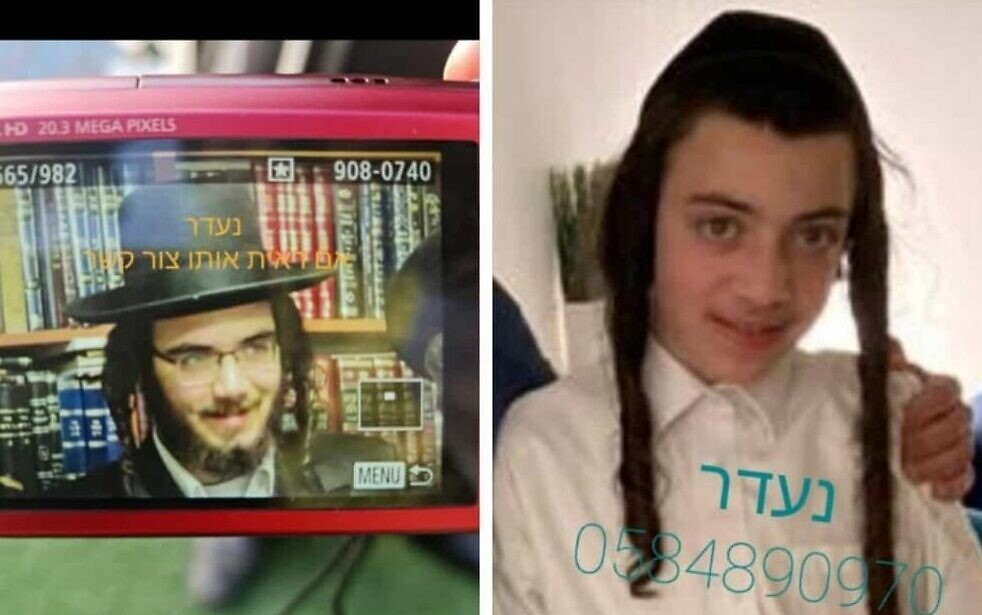 HD 20.3 MEGA PIXELS
565/982
908-0740
נעדר
אם ראית אותו צור קשר
MENU
נעדר
0584890970